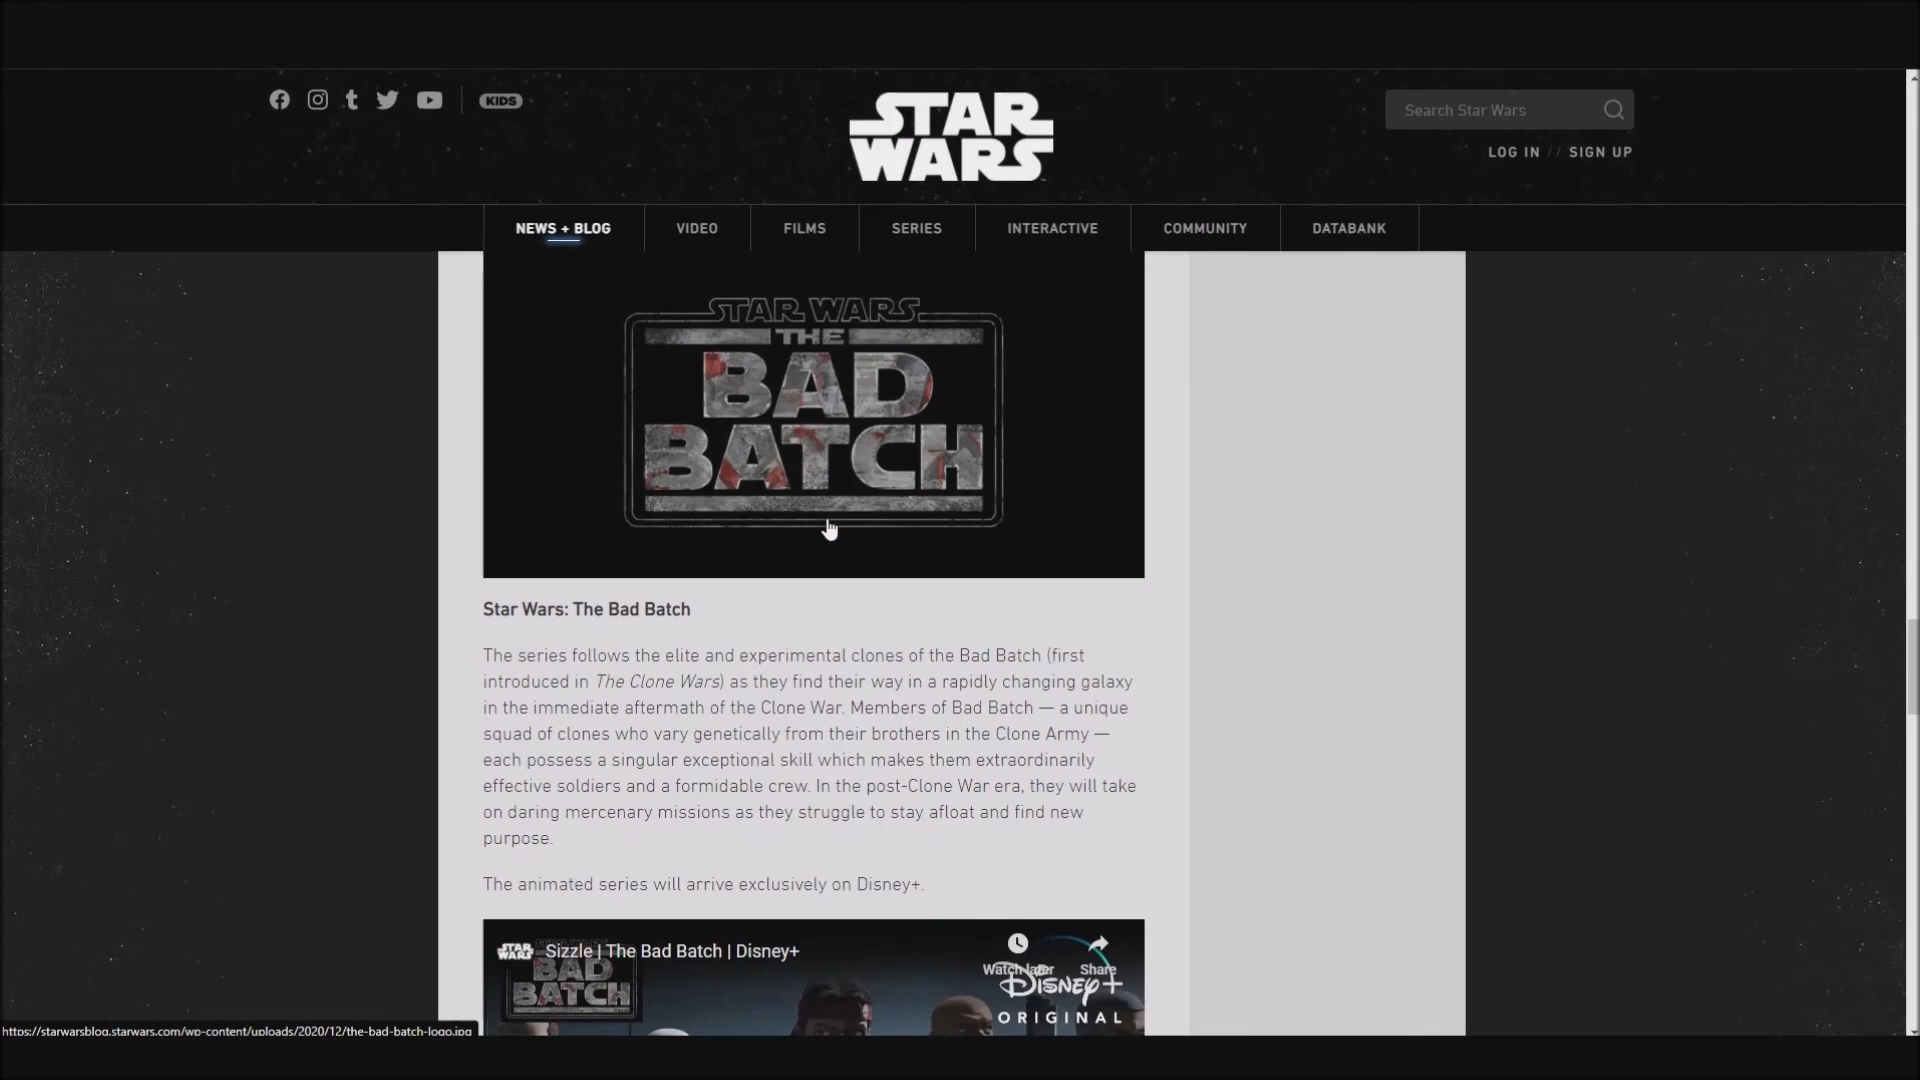 KIDS
STAR
WARS
Search Star Wars
LOG IN // SIGN UP
NEWS + BLOG
VIDEO
FILMS
SERIES
INTERACTIVE
COMMUNITY
DATABANK
STAR WARS
THE
BAD
BATCH
Star Wars: The Bad Batch
The series follows the elite and experimental clones of the Bad Batch (first
introduced in The Clone Wars) as they find their way in a rapidly changing galaxy
in the immediate aftermath of the Clone War. Members of Bad Batch — a unique
squad of clones who vary genetically from their brothers in the Clone Army —
each possess a singular exceptional skill which makes them extraordinarily
effective soldiers and a formidable crew. In the post-Clone War era, they will take
on daring mercenary missions as they struggle to stay afloat and find new
purpose.
The animated series will arrive exclusively on Disney+.
STAR
WARS
Sizzle | The Bad Batch | Disney+
Watch later
Share
BAD
BATCH
Disney+
ORIGINAL
https://starwarsblog.starwars.com/wp-content/uploads/2020/12/the-bad-batch-logo.jpg